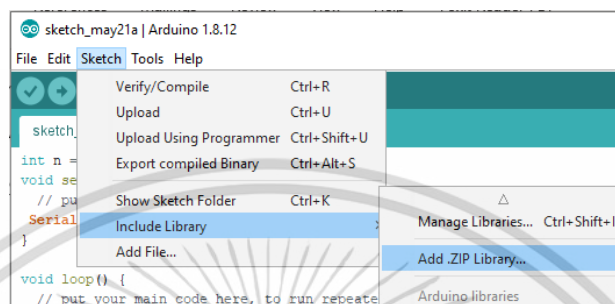 sketch_may21a | Arduino 1.8.12
File Edit Sketch Tools Help
Verify/Compile Ctrl+R
Upload Ctrl+U
sketch_
Upload Using Programmer Ctrl+Shift+U
int n =
Export compiled Binary Ctrl+Alt+S
void se
// pu
Show Sketch Folder Ctrl+K
Serial
Include Library
Manage Libraries... Ctrl+Shift+I
}
Add File...
Add .ZIP Library...
void loop() {
// put your main code here, to run repeate
Arduino libraries